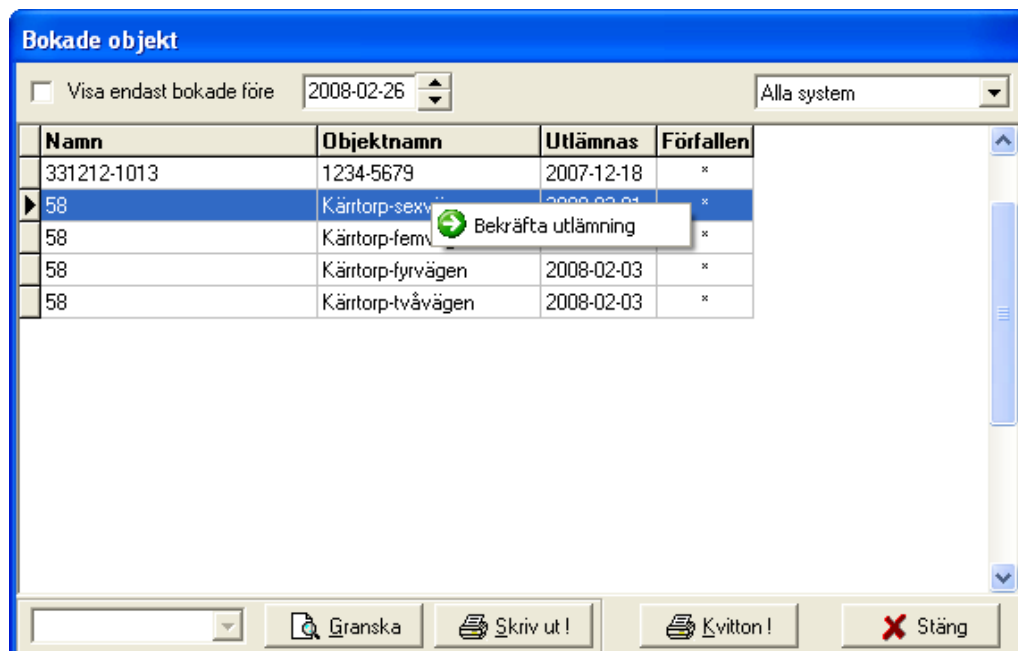 Bokade objekt
Visa endast bokade före 2008-02-26 Alla system
Namn Objektnamn Utlämnas Förfallen
331212-1013 1234-5679 2007-12-18 *
58 *
Bekräfta utlämning
58 *
58 Kärrtorp-fyrvägen 2008-02-03 *
58 Kärrtorp-tvåvägen 2008-02-03 *
Granska Skriv ut ! Kvitton ! Stäng